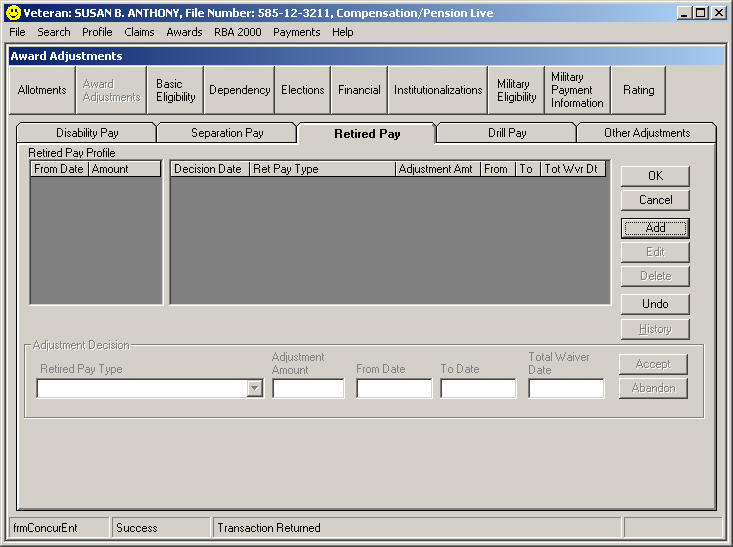 Veteran: SUSAN B. ANTHONY, File Number: 585-12-3211, Compensation/Pension Live
File Search Profile Claims Awards RBA 2000 Payments Help
Award Adjustments
Allotments
Award
Adjustments
Basic
Eligibility
Dependency
Elections
Financial
Institutionalizations
Military
Eligibility
Military
Payment
Information
Rating
Disability Pay
Separation Pay
Retired Pay
Drill Pay
Other Adjustments
Retired Pay Profile
From Date Amount
Decision Date Ret Pay Type Adjustment Amt From To Tot Wvr Dt
OK
Cancel
Add
Edit
Delete
Undo
History
Adjustment Decision
Retired Pay Type
Adjustment
Amount
From Date
To Date
Total Waiver
Date
Accept
Abandon
frmConcurEnt Success Transaction Returned